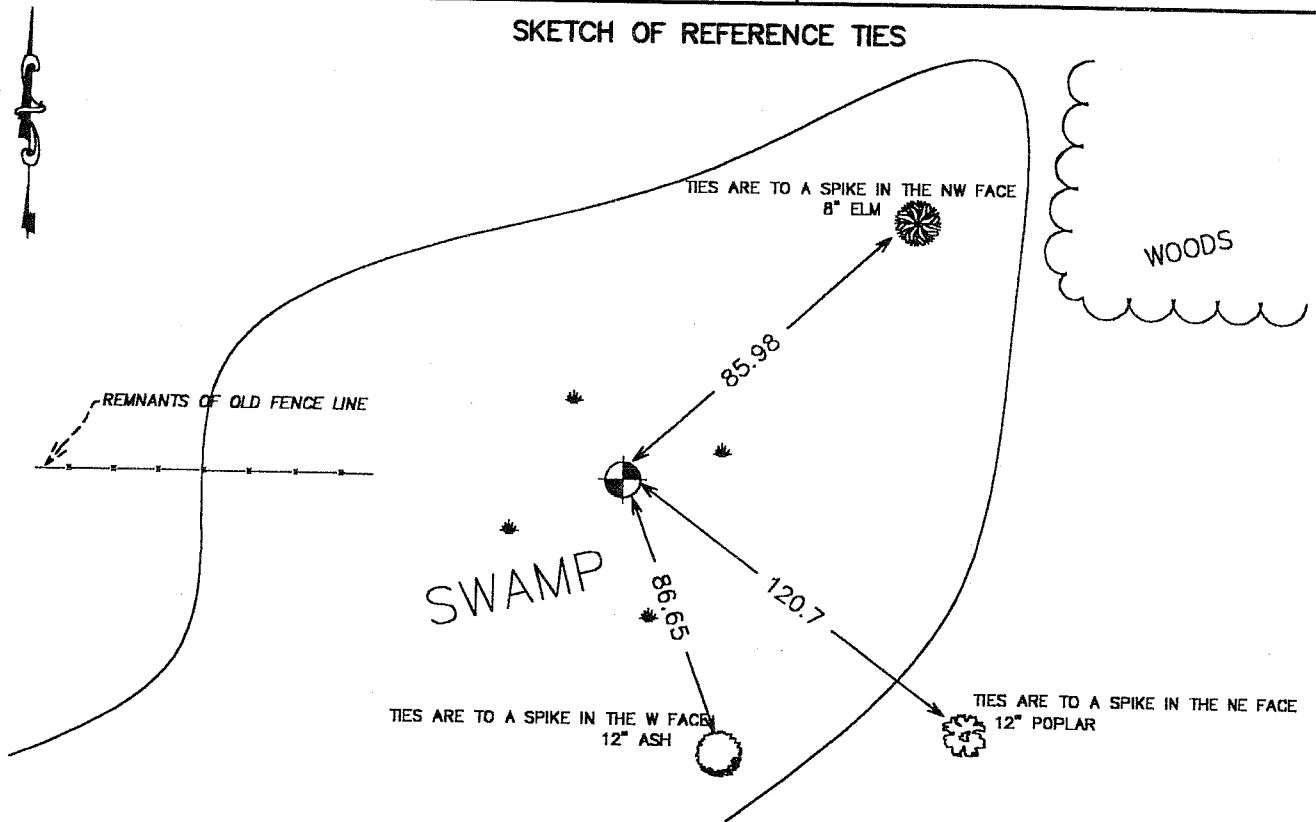 SKETCH OF REFERENCE TIES
TIES ARE TO A SPIKE IN THE NW FACE
8" ELM
WOODS
85.98
REMNANTS OF OLD FENCE LINE
SWAMP
86.65
120.7
TIES ARE TO A SPIKE IN THE W FACE
12" ASH
TIES ARE TO A SPIKE IN THE NE FACE
12" POPLAR